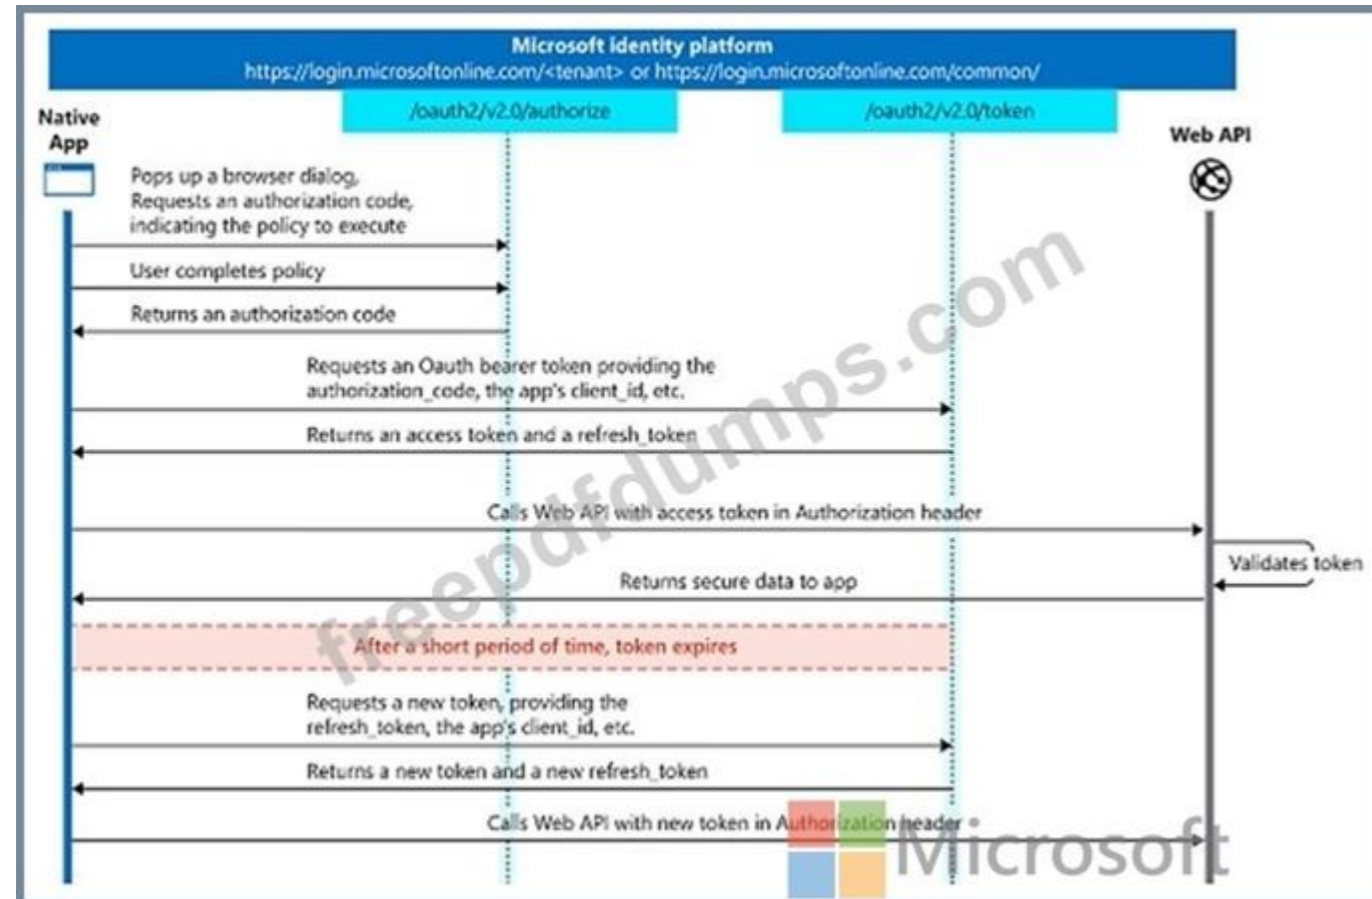 Microsoft identity platform
https://login.microsoftonline.com/<tenant> or https://login.microsoftonline.com/common/
/oauth2/v2.0/authorize
/oauth2/v2.0/token
Native
App
Web API
Pops up a browser dialog,
Requests an authorization code,
indicating the policy to execute
User completes policy
Returns an authorization code
Requests an Oauth bearer token providing the
authorization_code, the app's client_id, etc.
Returns an access token and a refresh_token
Calls Web API with access token in Authorization header
Validates token
Returns secure data to app
After a short period of time, token expires
Requests a new token, providing the
refresh_token, the app's client_id, etc.
Returns a new token and a new refresh_token
Calls Web API with new token in Authorization header
Microsoft
freepdfdumps.com